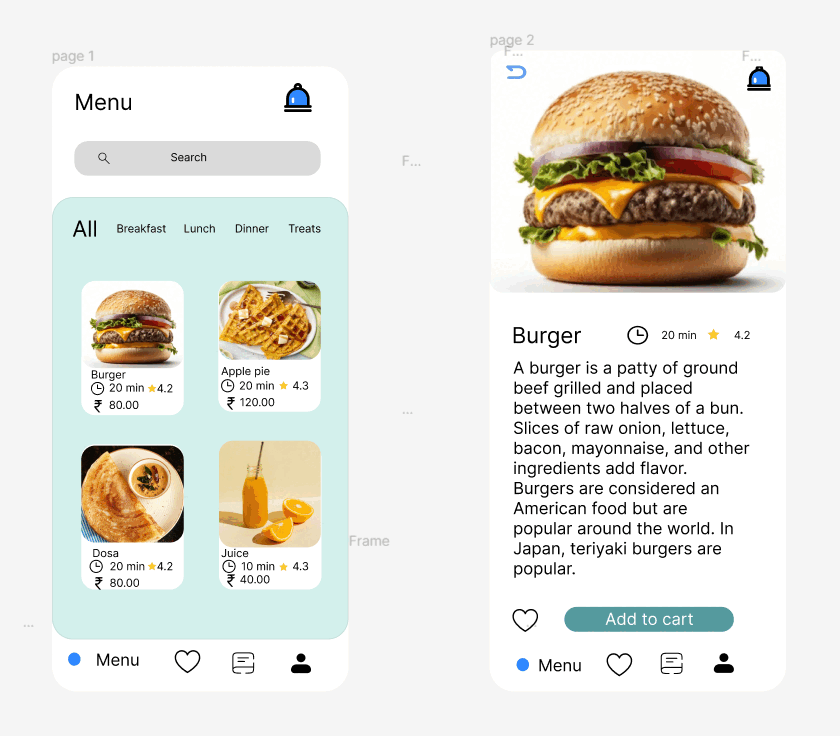 page 1
Menu
Search
All Breakfast Lunch Dinner Treats
Burger
20 min 4.2
₹ 80.00
Apple pie
20 min 4.3
₹ 120.00
Dosa
20 min 4.2
₹ 80.00
Juice
10 min 4.3
₹ 40.00
Menu
F...
...
Frame
...
page 2
F...
F...
Burger 20 min 4.2
A burger is a patty of ground
beef grilled and placed
between two halves of a bun.
Slices of raw onion, lettuce,
bacon, mayonnaise, and other
ingredients add flavor.
Burgers are considered an
American food but are
popular around the world. In
Japan, teriyaki burgers are
popular.
Add to cart
Menu